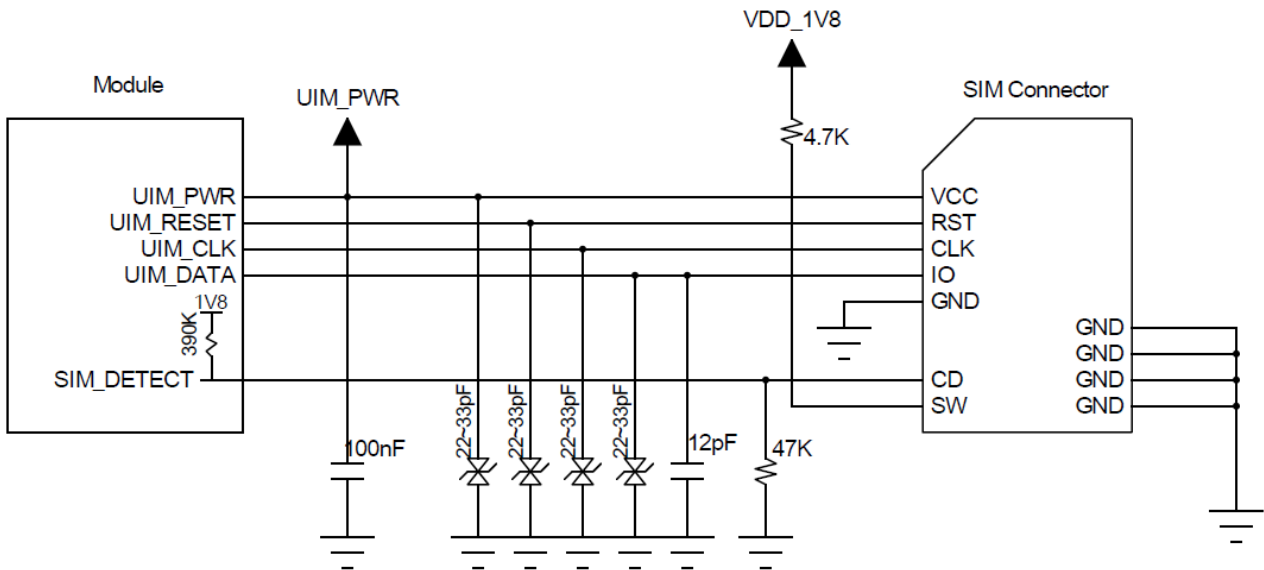 VDD_1V8
Module
UIM_PWR
SIM Connector
4.7K
UIM_PWR
VCC
UIM_RESET
RST
UIM_CLK
CLK
UIM_DATA
IO
1V8
GND
390K
GND
GND
SIM_DETECT
CD
GND
SW
GND
22~33pF
22~33pF
22~33pF
22~33pF
100nF
12pF
47K